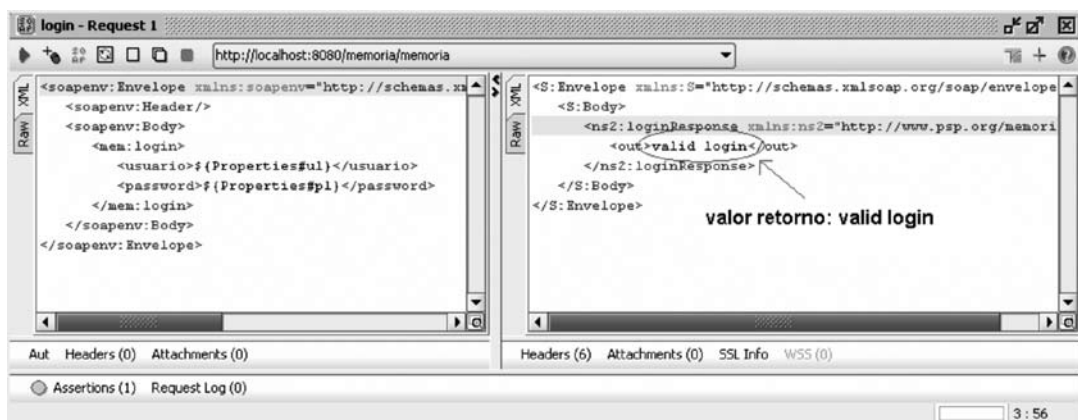 login - Request 1
http://localhost:8080/memoria/memoria
XML
Raw
<soapenv:Envelope xmlns:soapenv="http://schemas.xm
<soapenv:Header/>
<soapenv:Body>
<mem:login>
<usuario>${Properties#ul}</usuario>
<password>${Properties#pl}</password>
</mem:login>
</soapenv:Body>
</soapenv:Envelope>
XML
Raw
<S:Envelope xmlns:S="http://schemas.xmlsoap.org/soap/envelope
<S:Body>
<ns2:loginResponse xmlns:ns2="http://www.psp.org/memori
<out>valid login</out>
</ns2:loginResponse>
</S:Body>
</S:Envelope>
valor retorno: valid login
Aut Headers (0) Attachments (0)
Headers (6) Attachments (0) SSL Info WSS (0)
Assertions (1) Request Log (0)
3 : 56